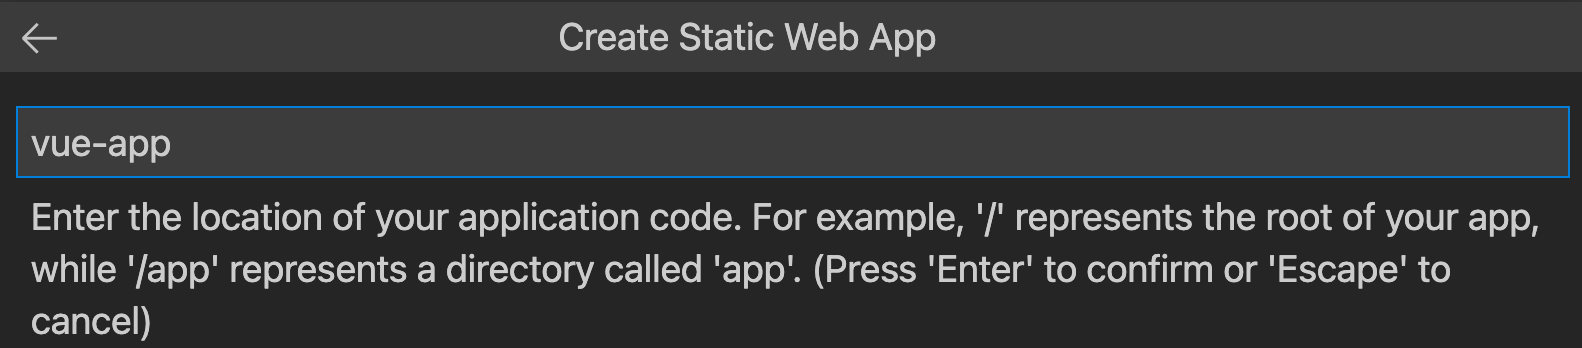 Create Static Web App
vue-app
Enter the location of your application code. For example, '/' represents the root of your app,
while '/app' represents a directory called 'app'. (Press 'Enter' to confirm or 'Escape' to
cancel)